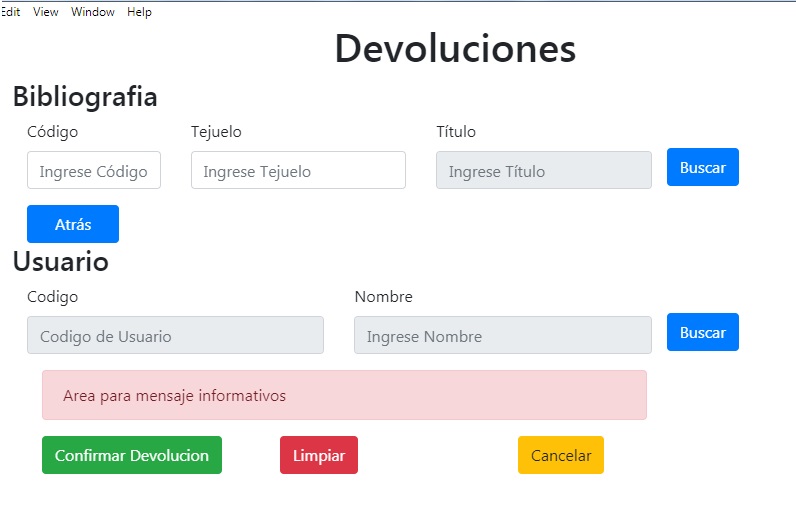 Edit View Window Help
Devoluciones
Bibliografia
Código Tejuelo Título
Ingrese Código Ingrese Tejuelo Ingrese Título Buscar
Atrás
Usuario
Codigo Nombre
Codigo de Usuario Ingrese Nombre Buscar
Area para mensaje informativos
Confirmar Devolucion Limpiar Cancelar